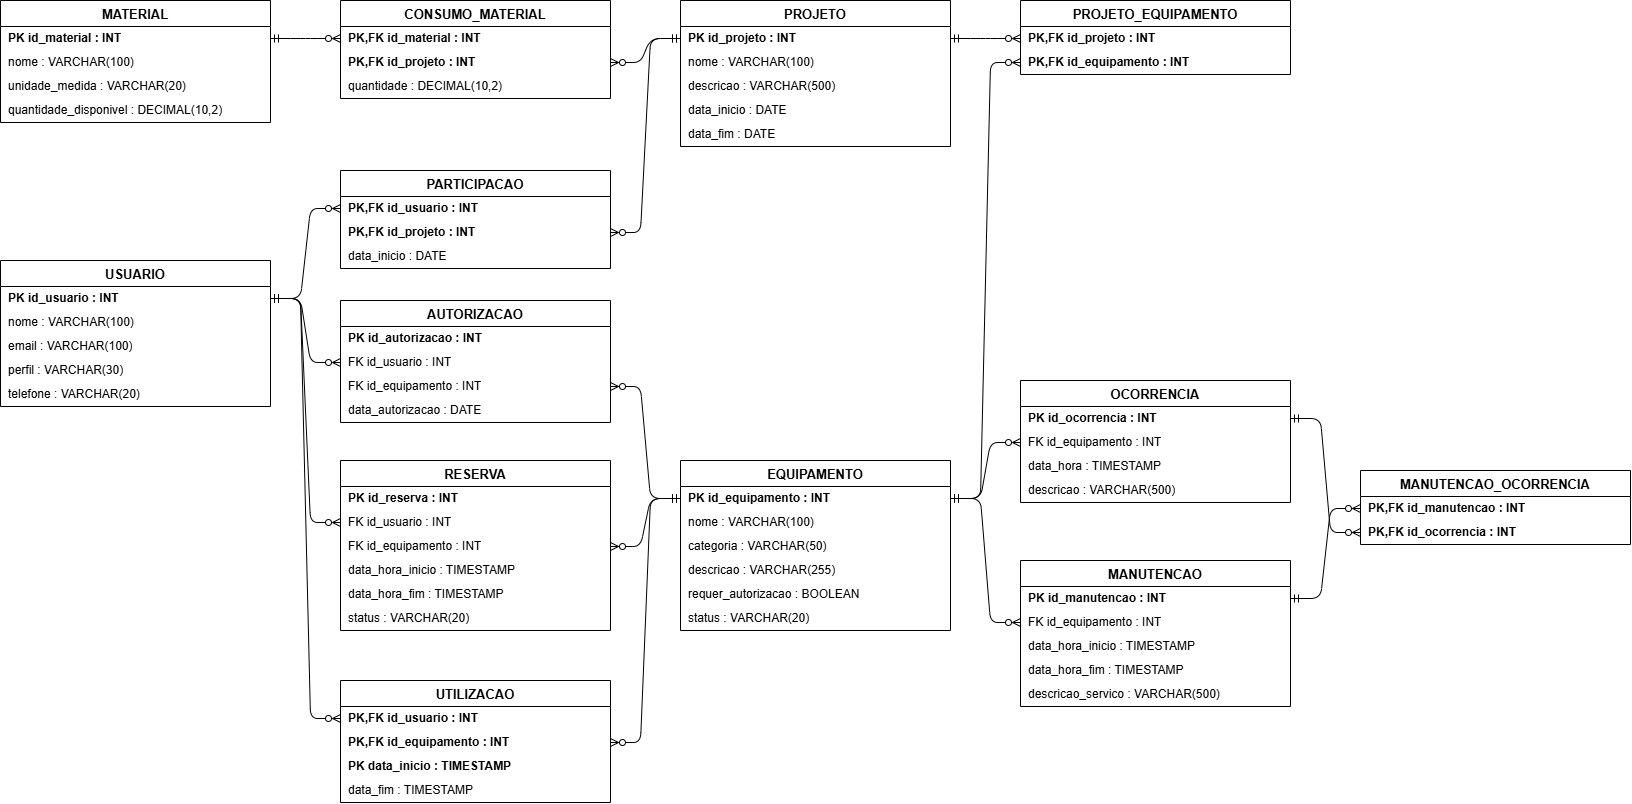 MATERIAL
PK id_material : INT
nome : VARCHAR(100)
unidade_medida : VARCHAR(20)
quantidade_disponivel : DECIMAL(10,2)
CONSUMO_MATERIAL
PK,FK id_material : INT
PK,FK id_projeto : INT
quantidade : DECIMAL(10,2)
PROJETO
PK id_projeto : INT
nome : VARCHAR(100)
descricao : VARCHAR(500)
data_inicio : DATE
data_fim : DATE
PROJETO_EQUIPAMENTO
PK,FK id_projeto : INT
PK,FK id_equipamento : INT
PARTICIPACAO
PK,FK id_usuario : INT
PK,FK id_projeto : INT
data_inicio : DATE
USUARIO
PK id_usuario : INT
nome : VARCHAR(100)
email : VARCHAR(100)
perfil : VARCHAR(30)
telefone : VARCHAR(20)
AUTORIZACAO
PK id_autorizacao : INT
FK id_usuario : INT
FK id_equipamento : INT
data_autorizacao : DATE
RESERVA
PK id_reserva : INT
FK id_usuario : INT
FK id_equipamento : INT
data_hora_inicio : TIMESTAMP
data_hora_fim : TIMESTAMP
status : VARCHAR(20)
EQUIPAMENTO
PK id_equipamento : INT
nome : VARCHAR(100)
categoria : VARCHAR(50)
descricao : VARCHAR(255)
requer_autorizacao : BOOLEAN
status : VARCHAR(20)
OCORRENCIA
PK id_ocorrencia : INT
FK id_equipamento : INT
data_hora : TIMESTAMP
descricao : VARCHAR(500)
MANUTENCAO_OCORRENCIA
PK,FK id_manutencao : INT
PK,FK id_ocorrencia : INT
MANUTENCAO
PK id_manutencao : INT
FK id_equipamento : INT
data_hora_inicio : TIMESTAMP
data_hora_fim : TIMESTAMP
descricao_servico : VARCHAR(500)
UTILIZACAO
PK,FK id_usuario : INT
PK,FK id_equipamento : INT
PK data_inicio : TIMESTAMP
data_fim : TIMESTAMP